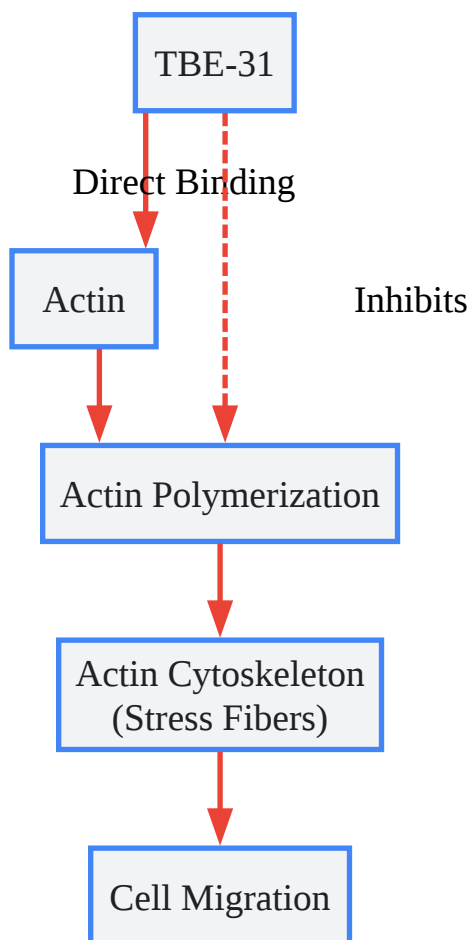 TBE-31
Direct Binding
Actin
Inhibits
Actin Polymerization
Actin Cytoskeleton
(Stress Fibers)
Cell Migration